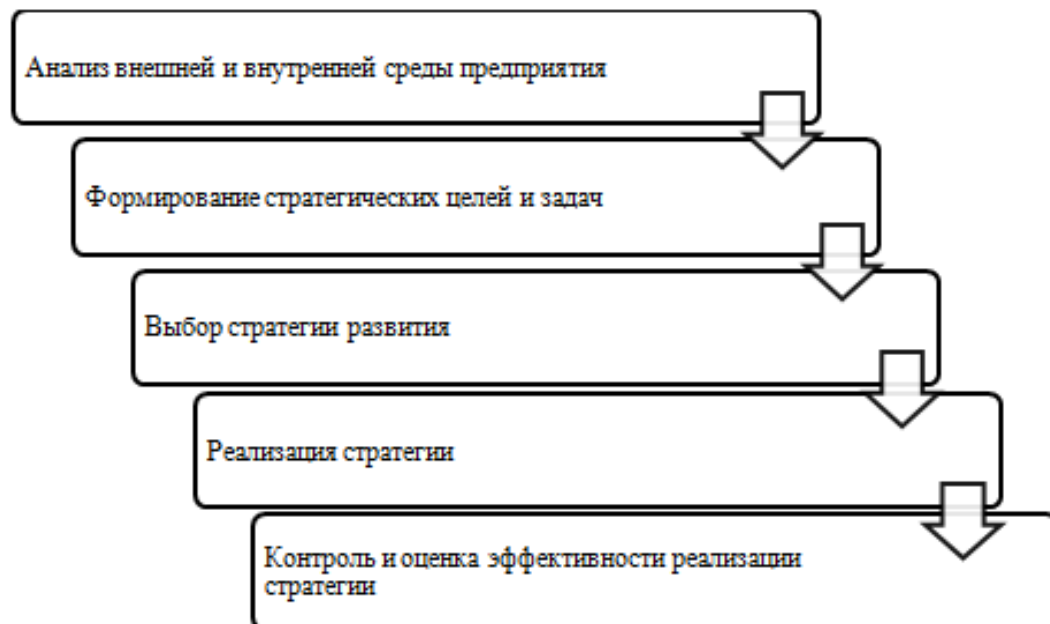 Анализ внешней и внутренней среды предприятия
Формирование стратегических целей и задач
Выбор стратегии развития
Реализация стратегии
Контроль и оценка эффективности реализации
стратегии